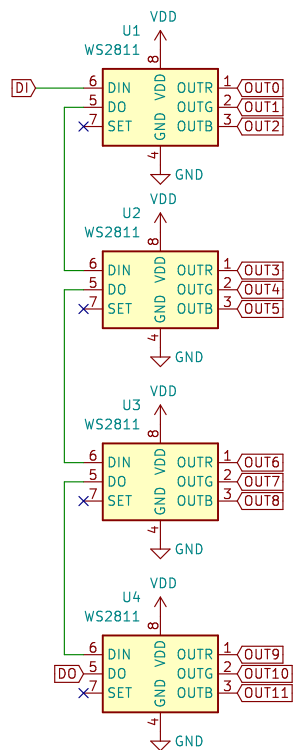 VDD
U1
WS2811
8
DI 6 DIN VDD OUTR 1 OUT0
5 DO OUTG 2 OUT1
7 SET GND OUTB 3 OUT2
4
GND
VDD
U2
WS2811
8
6 DIN VDD OUTR 1 OUT3
5 DO OUTG 2 OUT4
7 SET GND OUTB 3 OUT5
4
GND
VDD
U3
WS2811
8
6 DIN VDD OUTR 1 OUT6
5 DO OUTG 2 OUT7
7 SET GND OUTB 3 OUT8
4
GND
VDD
U4
WS2811
8
6 DIN VDD OUTR 1 OUT9
DO 5 DO OUTG 2 OUT10
7 SET GND OUTB 3 OUT11
4
GND